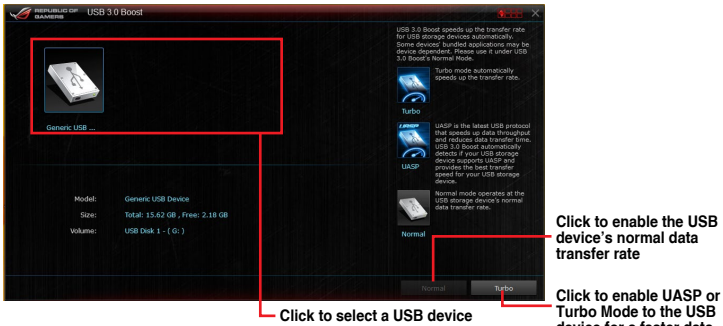 REPUBLIC OF
GAMERS
USB 3.0 Boost
USB 3.0 Boost speeds up the transfer rate
for USB storage devices automatically.
Some devices' bundled applications may be
device dependent. Please use it under USB
3.0 Boost's Normal Mode.
Generic USB ...
Turbo mode automatically
speeds up the transfer rate.
Turbo
UASP
UASP is the latest USB protocol
that speeds up data throughput
and reduces data transfer time.
USB 3.0 Boost automatically
detects if your USB storage
device supports UASP and
provides the best transfer
speed for your USB storage
device.
UASP
Normal mode operates at the
USB storage device's normal
data transfer rate.
Normal
Model: Generic USB Device
Size: Total: 15.62 GB , Free: 2.18 GB
Volume: USB Disk 1 - ( G: )
Normal
Turbo
Click to enable the USB
device's normal data
transfer rate
Click to enable UASP or
Turbo Mode to the USB
device for a faster data
Click to select a USB device